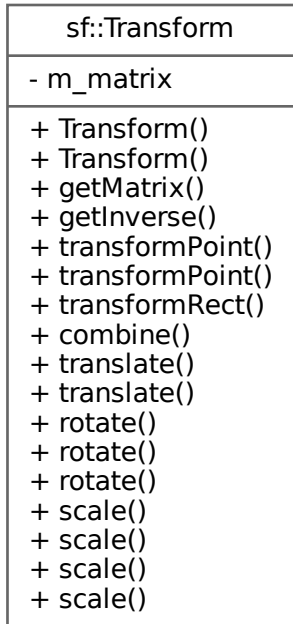 sf::Transform
- m_matrix
+ Transform()
+ Transform()
+ getMatrix()
+ getInverse()
+ transformPoint()
+ transformPoint()
+ transformRect()
+ combine()
+ translate()
+ translate()
+ rotate()
+ rotate()
+ rotate()
+ scale()
+ scale()
+ scale()
+ scale()